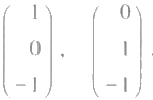 ( 1 ) , ( 0 ) .
( 0 )   ( 1 )
( -1 )   ( -1 )